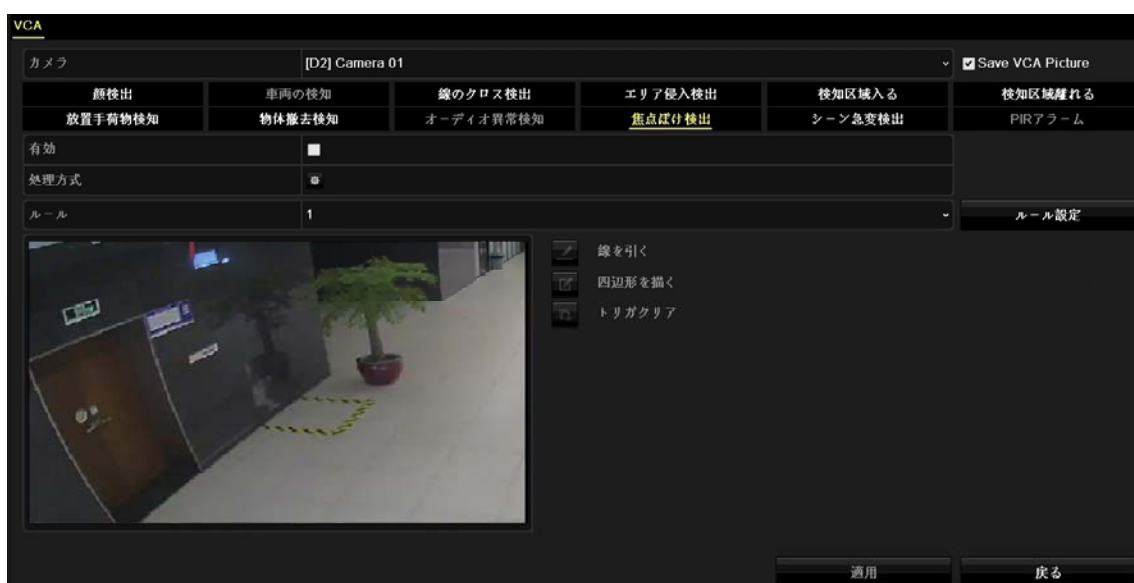 VCA
カメラ [D2] Camera 01 Save VCA Picture
顔検出 車両の検知 線のクロス検出 エリア侵入検出 検知区域入る 検知区域離れる
放置手荷物検知 物体撤去検知 オーディオ異常検知 焦点ぼけ検出 シーン急変検出 PIRアラーム
有効
処理方式
ルール 1 ルール設定
線を引く
四辺形を描く
トリガクリア
適用 戻る